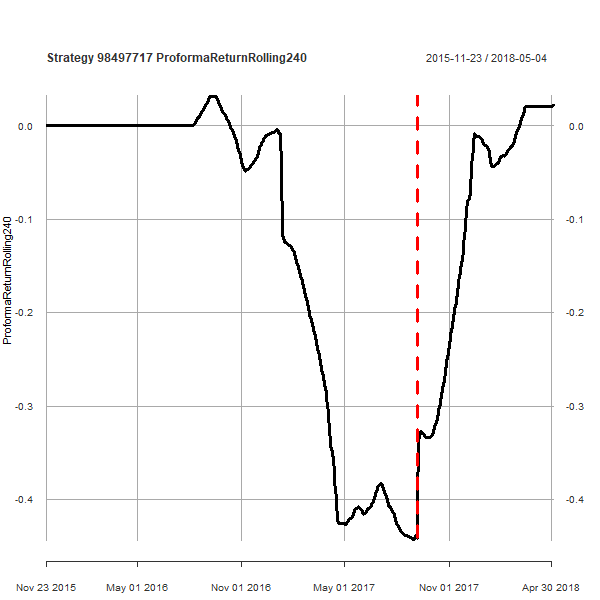 Strategy 98497717 ProformaReturnRolling240
2015-11-23 / 2018-05-04
ProformaReturnRolling240
0.0
-0.1
-0.2
-0.3
-0.4
0.0
-0.1
-0.2
-0.3
-0.4
Nov 23 2015 May 01 2016 Nov 01 2016 May 01 2017 Nov 01 2017 Apr 30 2018